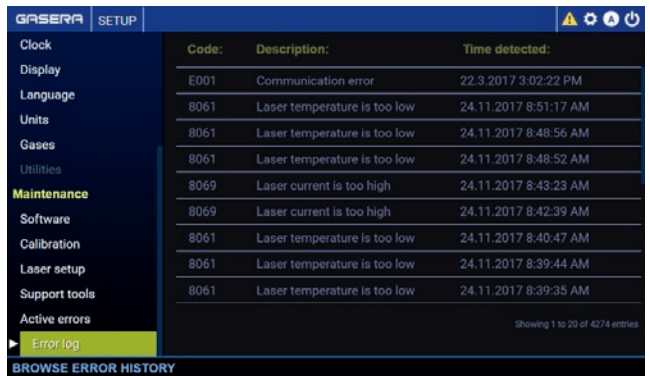 GASERA SETUP
Clock
Display
Language
Units
Gases
Utilities
Maintenance
Software
Calibration
Laser setup
Support tools
Active errors
Error log
Code: Description: Time detected:
E001 Communication error 22.3.2017 3:02:22 PM
8061 Laser temperature is too low 24.11.2017 8:51:17 AM
8061 Laser temperature is too low 24.11.2017 8:48:56 AM
8061 Laser temperature is too low 24.11.2017 8:48:52 AM
8069 Laser current is too high 24.11.2017 8:43:23 AM
8069 Laser current is too high 24.11.2017 8:42:39 AM
8061 Laser temperature is too low 24.11.2017 8:40:47 AM
8061 Laser temperature is too low 24.11.2017 8:39:44 AM
8061 Laser temperature is too low 24.11.2017 8:39:35 AM
Showing 1 to 20 of 4274 entries
BROWSE ERROR HISTORY